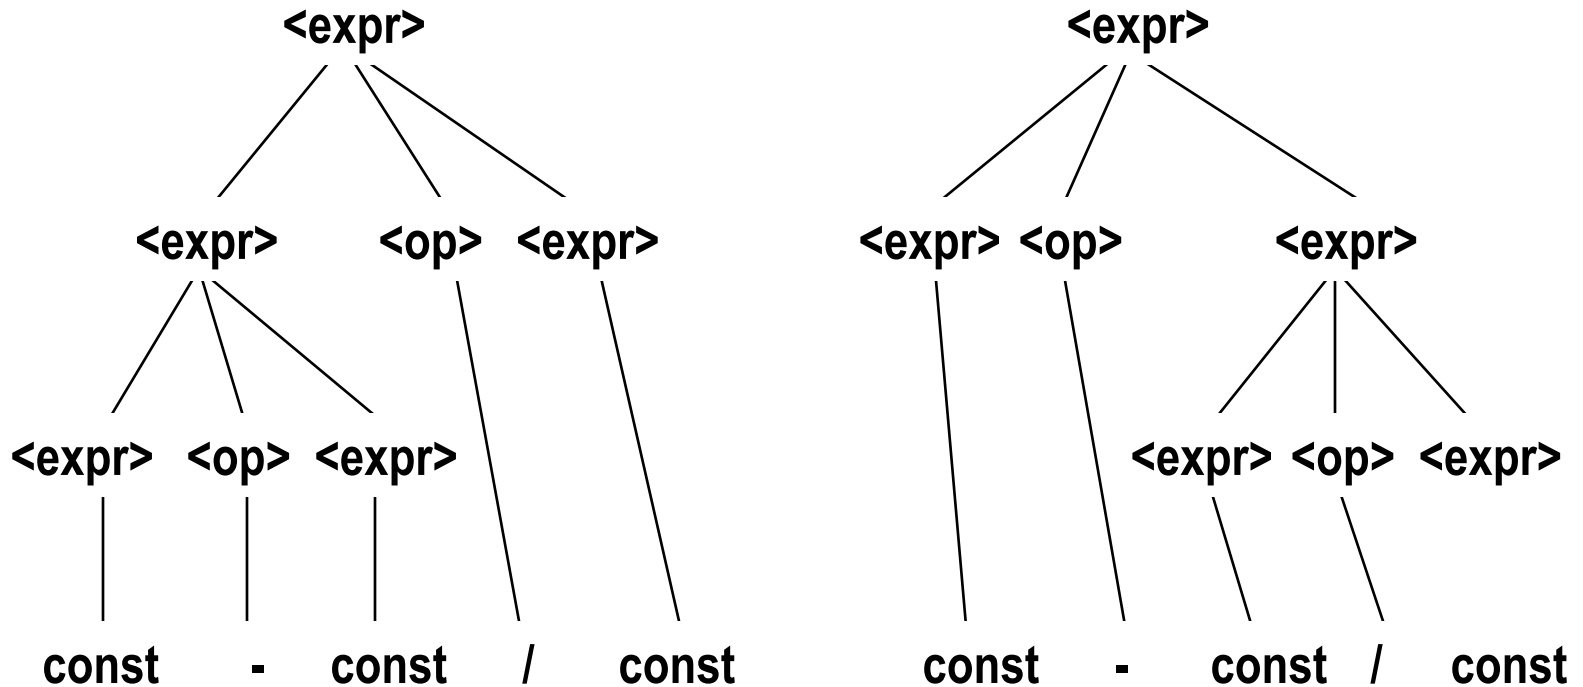 <expr> <expr>
<expr> <op> <expr> <expr> <op> <expr>
<expr> <op> <expr> <expr> <op> <expr>
const - const / const const - const / const